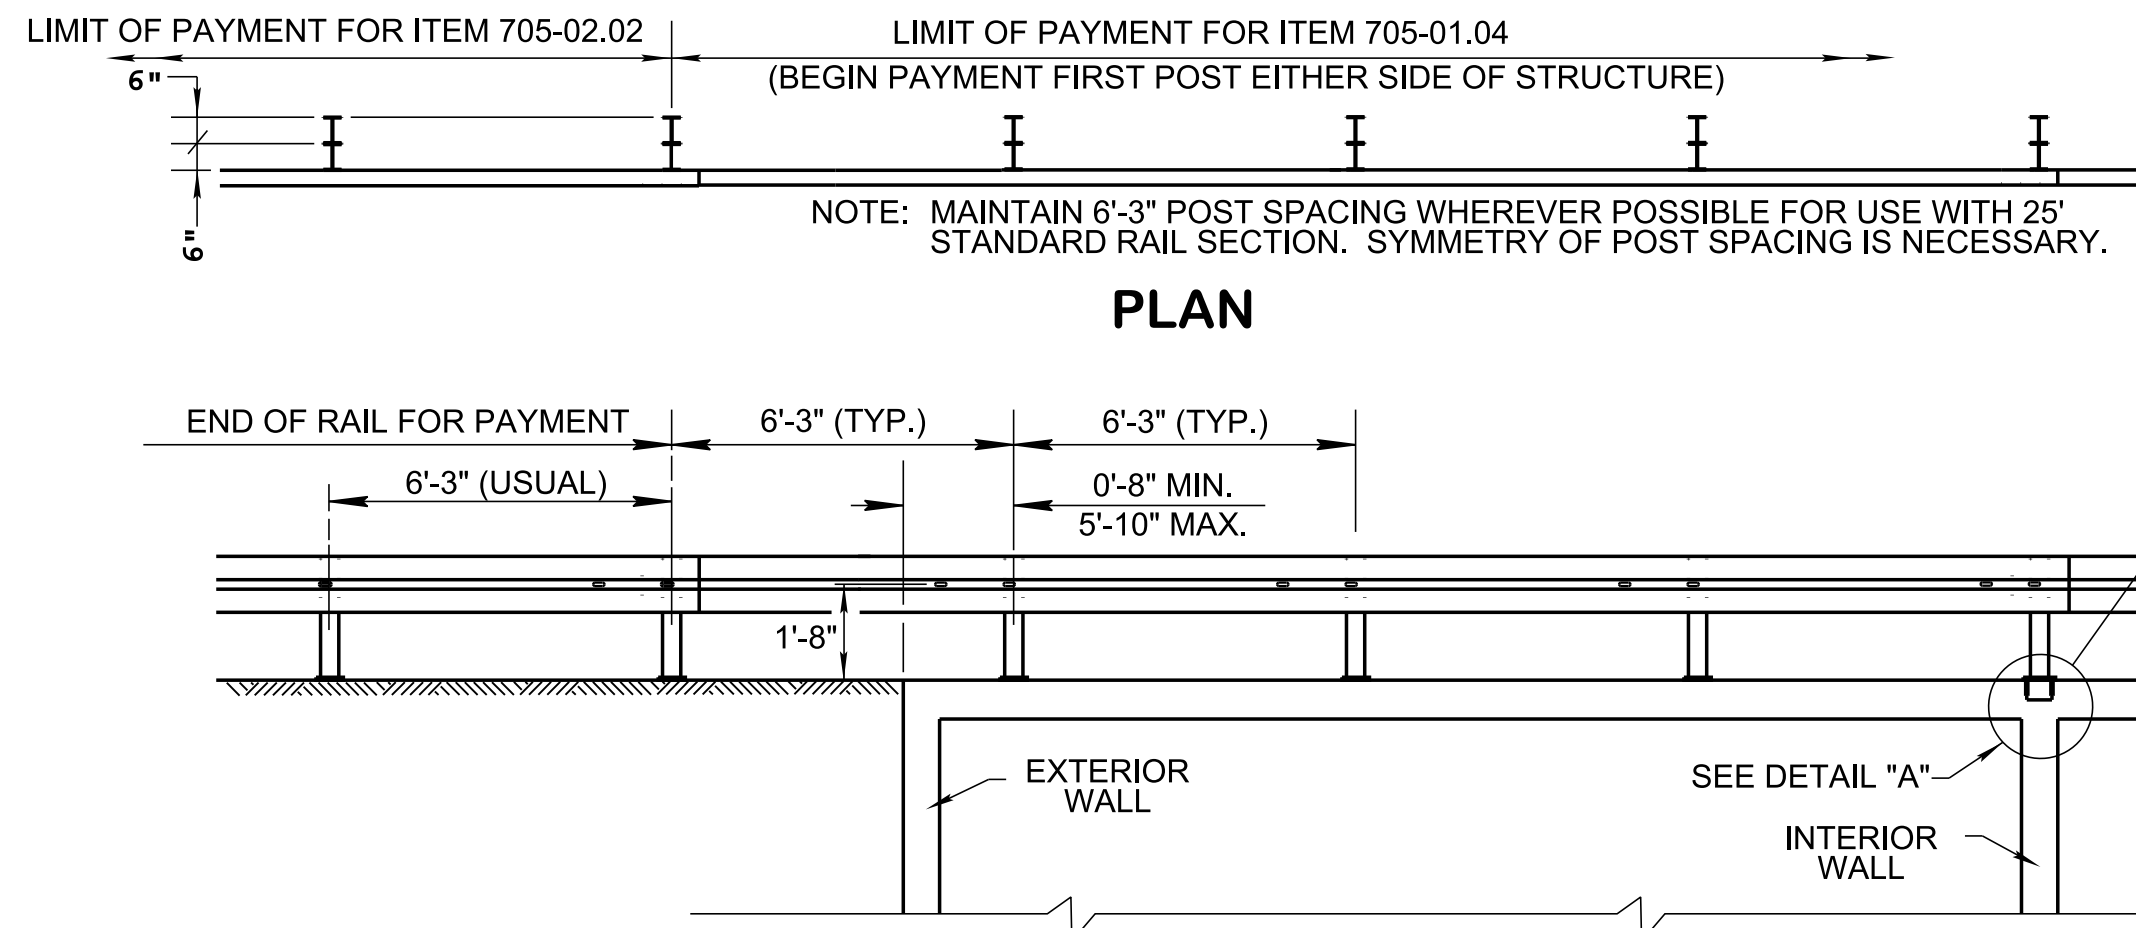 LIMIT OF PAYMENT FOR ITEM 705-02.02
LIMIT OF PAYMENT FOR ITEM 705-01.04
(BEGIN PAYMENT FIRST POST EITHER SIDE OF STRUCTURE)
6"
6"
NOTE: MAINTAIN 6'-3" POST SPACING WHEREVER POSSIBLE FOR USE WITH 25'
STANDARD RAIL SECTION. SYMMETRY OF POST SPACING IS NECESSARY.
PLAN
END OF RAIL FOR PAYMENT
6'-3" (TYP.)
6'-3" (TYP.)
6'-3" (USUAL)
0'-8" MIN.
5'-10" MAX.
1'-8"
EXTERIOR
WALL
SEE DETAIL "A"
INTERIOR
WALL